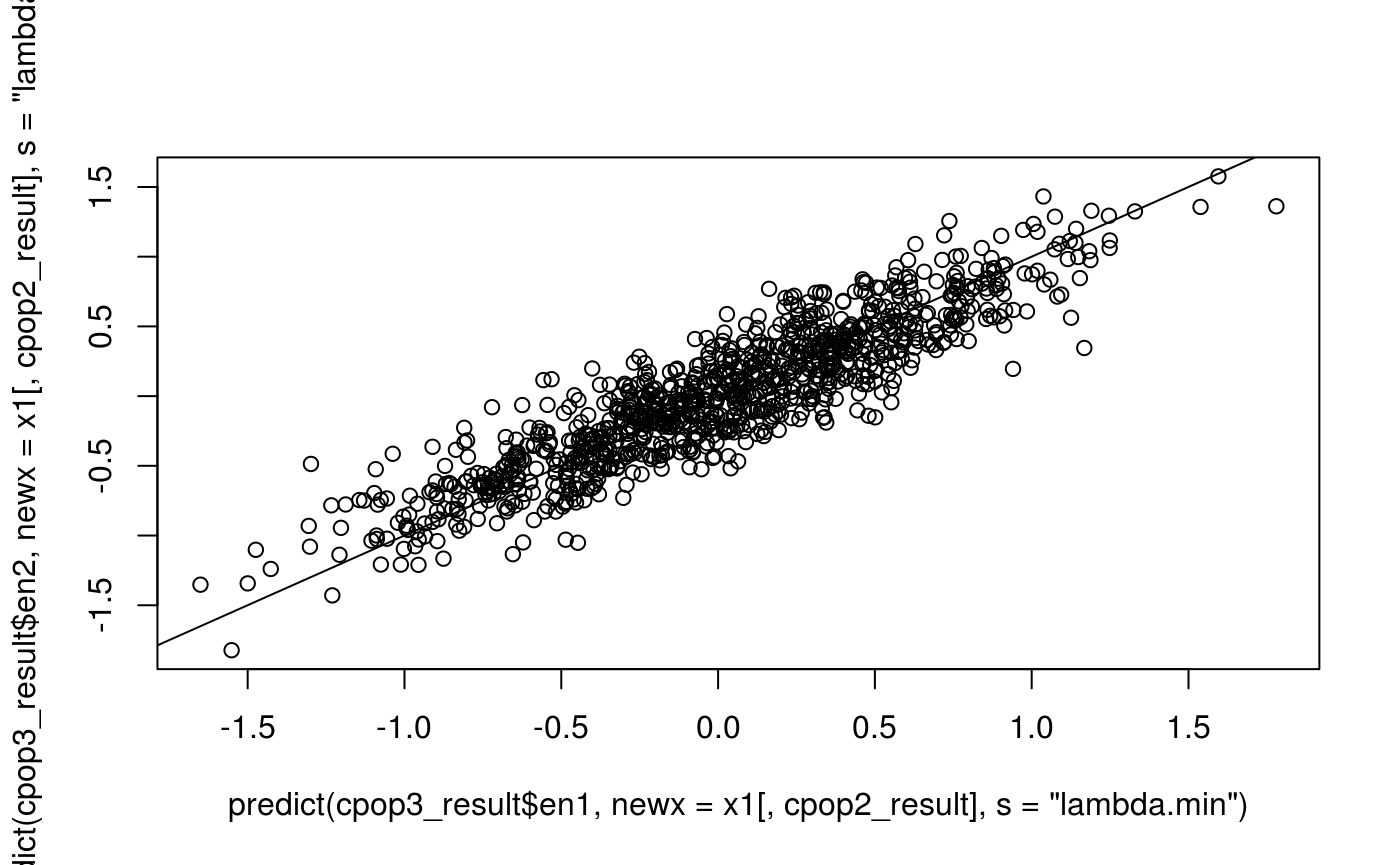 dict(cpop3_result$en2, newx = x1[, cpop2_result], s = "lambda
1.5
0.5
-0.5
-1.5
-1.5 -1.0 -0.5 0.0 0.5 1.0 1.5
predict(cpop3_result$en1, newx = x1[, cpop2_result], s = "lambda.min")